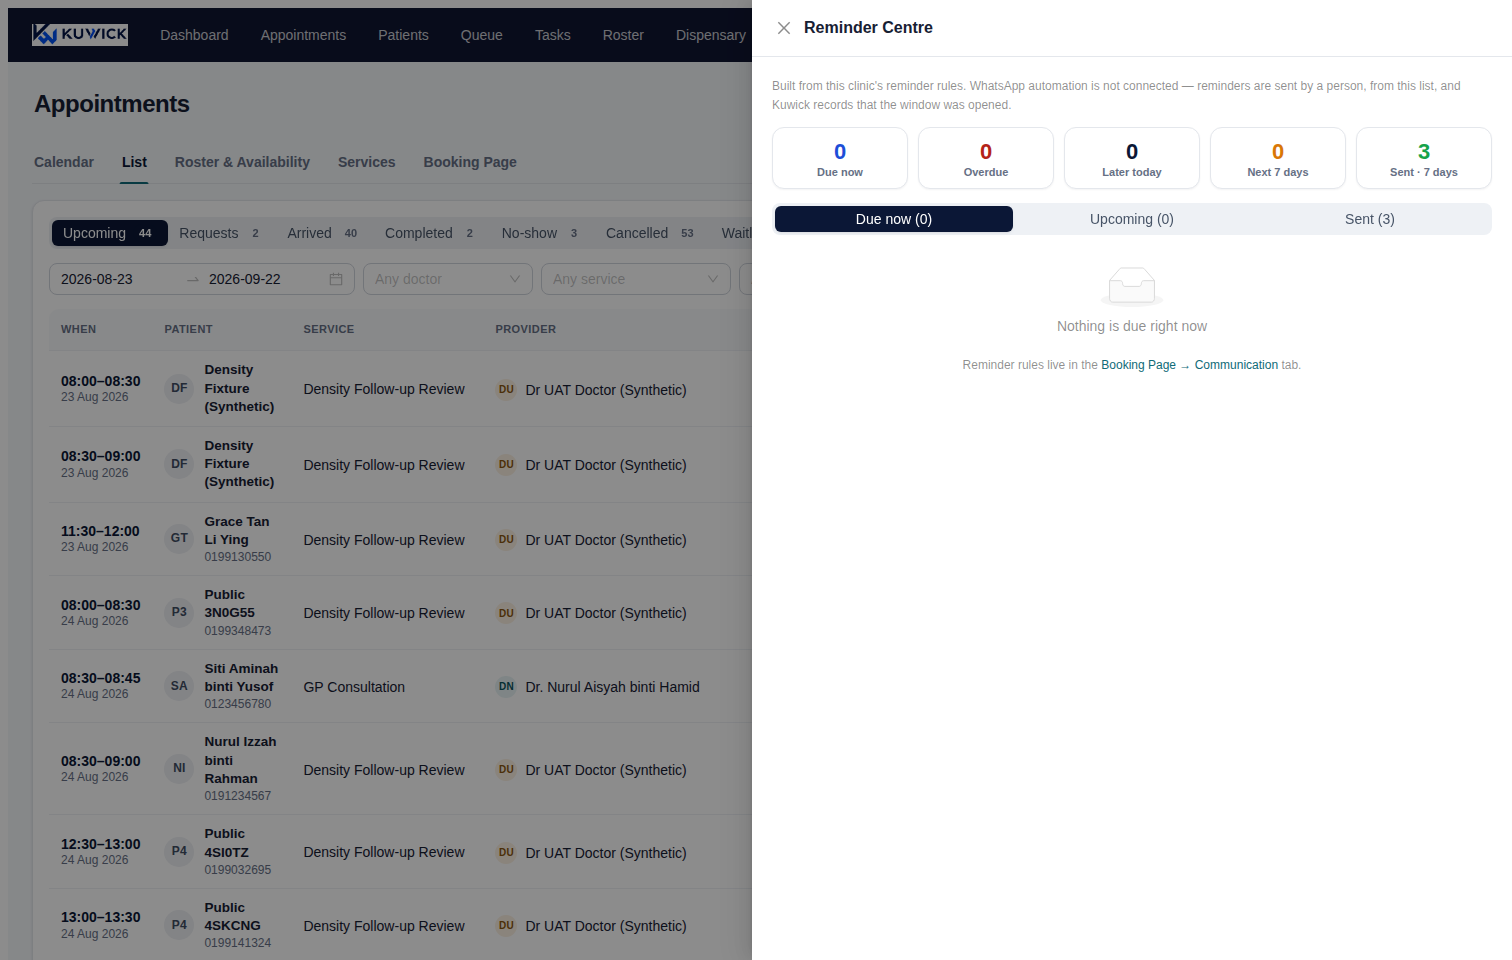 KUWICK
Dashboard
Appointments
Patients
Queue
Tasks
Roster
Dispensary
Appointments
Calendar
List
Roster & Availability
Services
Booking Page
Upcoming 44
Requests 2
Arrived 40
Completed 2
No-show 3
Cancelled 53
2026-08-23 → 2026-09-22
Any doctor
Any service
WHEN PATIENT SERVICE PROVIDER
08:00–08:30
23 Aug 2026
DF
Density
Fixture
(Synthetic)
Density Follow-up Review
DU Dr UAT Doctor (Synthetic)
08:30–09:00
23 Aug 2026
DF
Density
Fixture
(Synthetic)
Density Follow-up Review
DU Dr UAT Doctor (Synthetic)
11:30–12:00
23 Aug 2026
GT
Grace Tan
Li Ying
0199130550
Density Follow-up Review
DU Dr UAT Doctor (Synthetic)
08:00–08:30
24 Aug 2026
P3
Public
3N0G55
0199348473
Density Follow-up Review
DU Dr UAT Doctor (Synthetic)
08:30–08:45
24 Aug 2026
SA
Siti Aminah
binti Yusof
0123456780
GP Consultation
DN Dr. Nurul Aisyah binti Hamid
08:30–09:00
24 Aug 2026
NI
Nurul Izzah
binti
Rahman
0191234567
Density Follow-up Review
DU Dr UAT Doctor (Synthetic)
12:30–13:00
24 Aug 2026
P4
Public
4SI0TZ
0199032695
Density Follow-up Review
DU Dr UAT Doctor (Synthetic)
13:00–13:30
24 Aug 2026
P4
Public
4SKCNG
0199141324
Density Follow-up Review
DU Dr UAT Doctor (Synthetic)
Reminder Centre
Built from this clinic's reminder rules. WhatsApp automation is not connected — reminders are sent by a person, from this list, and
Kuwick records that the window was opened.
0
Due now
0
Overdue
0
Later today
0
Next 7 days
3
Sent · 7 days
Due now (0)
Upcoming (0)
Sent (3)
Nothing is due right now
Reminder rules live in the Booking Page → Communication tab.